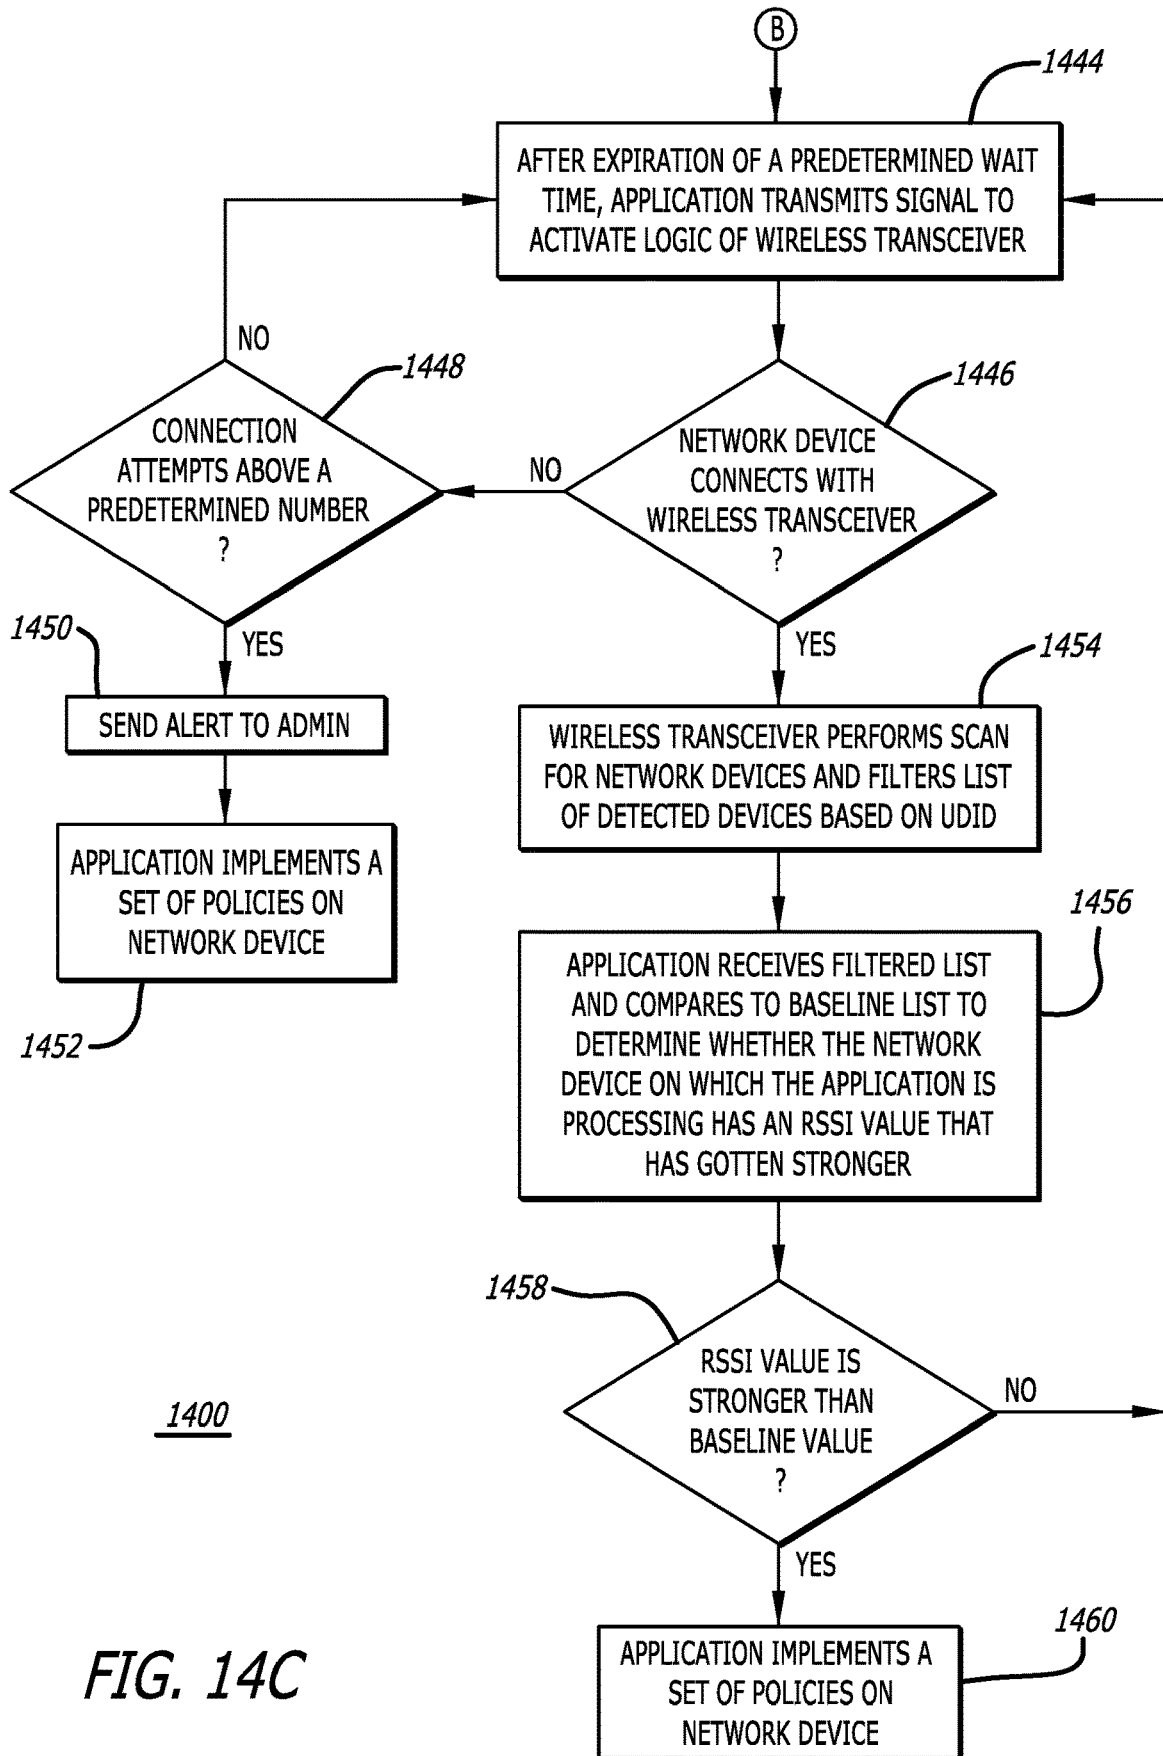 B
1444
AFTER EXPIRATION OF A PREDETERMINED WAIT
TIME, APPLICATION TRANSMITS SIGNAL TO
ACTIVATE LOGIC OF WIRELESS TRANSCEIVER
NO
1448
CONNECTION
ATTEMPTS ABOVE A
PREDETERMINED NUMBER
?
NO
1446
NETWORK DEVICE
CONNECTS WITH
WIRELESS TRANSCEIVER
?
1450
YES
SEND ALERT TO ADMIN
APPLICATION IMPLEMENTS A
SET OF POLICIES ON
NETWORK DEVICE
1452
YES
1454
WIRELESS TRANSCEIVER PERFORMS SCAN
FOR NETWORK DEVICES AND FILTERS LIST
OF DETECTED DEVICES BASED ON UDID
1456
APPLICATION RECEIVES FILTERED LIST
AND COMPARES TO BASELINE LIST TO
DETERMINE WHETHER THE NETWORK
DEVICE ON WHICH THE APPLICATION IS
PROCESSING HAS AN RSSI VALUE THAT
HAS GOTTEN STRONGER
1458
RSSI VALUE IS
STRONGER THAN
BASELINE VALUE
?
NO
1400
YES
1460
APPLICATION IMPLEMENTS A
SET OF POLICIES ON
NETWORK DEVICE
FIG. 14C